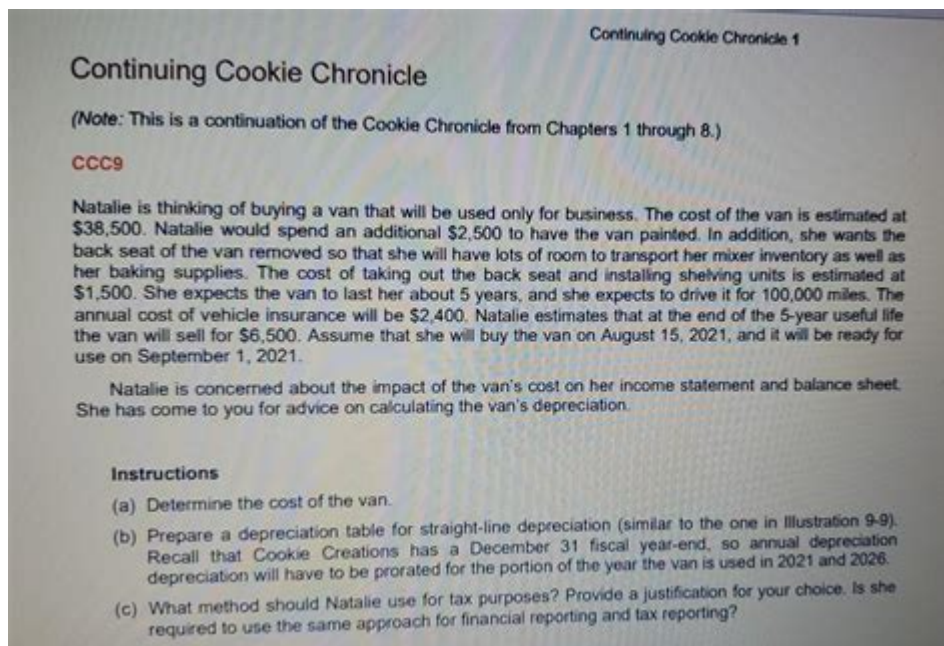 Continuing Cookie Chronicle 1
Continuing Cookie Chronicle
(Note: This is a continuation of the Cookie Chronicle from Chapters 1 through 8.)
CCC9
Natalie is thinking of buying a van that will be used only for business. The cost of the van is estimated at
$38,500. Natalie would spend an additional $2,500 to have the van painted. In addition, she wants the
back seat of the van removed so that she will have lots of room to transport her mixer inventory as well as
her baking supplies. The cost of taking out the back seat and installing shelving units is estimated at
$1,500. She expects the van to last her about 5 years, and she expects to drive it for 100,000 miles. The
annual cost of vehicle insurance will be $2,400. Natalie estimates that at the end of the 5-year useful life
the van will sell for $6,500. Assume that she will buy the van on August 15, 2021, and it will be ready for
use on September 1, 2021.
Natalie is concerned about the impact of the van's cost on her income statement and balance sheet.
She has come to you for advice on calculating the van's depreciation.
Instructions
(a) Determine the cost of the van.
(b) Prepare a depreciation table for straight-line depreciation (similar to the one in Illustration 9-9).
Recall that Cookie Creations has a December 31 fiscal year-end, so annual depreciation
depreciation will have to be prorated for the portion of the year the van is used in 2021 and 2026.
(c) What method should Natalie use for tax purposes? Provide a justification for your choice. Is she
required to use the same approach for financial reporting and tax reporting?